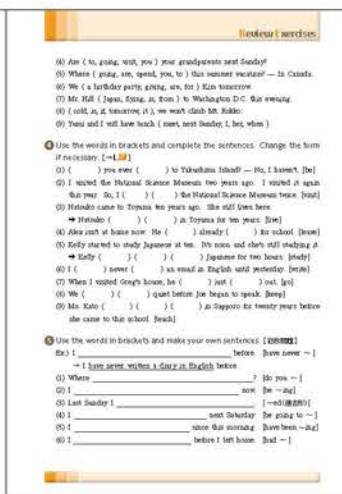 Review Exercises
(4) Are ( to, going, visit, you ) your grandparents next Sunday?
(5) Where ( going, are, spend, you, to ) this summer vacation? — In Canada.
(6) We ( a birthday party, giving, are, for ) Kim tomorrow.
(7) Mr. Hill ( Japan, flying, is, from ) to Washington D.C. this evening.
(8) ( cold, is, if, tomorrow, it ), we won't climb Mt. Rokko.
(9) Yumi and I will have lunch ( meet, next Sunday, I, her, when ).
4 Use the words in brackets and complete the sentences. Change the form
if necessary.
(1) ( ) you ever ( ) to Yakushima Island? — No, I haven't. [be]
(2) I visited the National Science Museum two years ago. I visited it again
this year. So, I ( ) ( ) the National Science Museum twice. [visit]
(3) Natsuko came to Toyama ten years ago. She still lives here.
→ Natsuko ( ) ( ) in Toyama for ten years. [live]
(4) Alex isn't at home now. He ( ) already ( ) for school. [leave]
(5) Kelly started to study Japanese at ten. It's noon and she's still studying it.
→ Kelly ( ) ( ) ( ) Japanese for two hours. [study]
(6) I ( ) never ( ) an email in English until yesterday. [write]
(7) When I visited Greg's house, he ( ) just ( ) out. [go]
(8) We ( ) ( ) quiet before Joe began to speak. [keep]
(9) Ms. Kato ( ) ( ) ( ) in Sapporo for twenty years before
she came to this school. [teach]
5 Use the words in brackets and make your own sentences.
Ex.) I ______ before. [have never ~ ]
→ I have never written a diary in English before.
(1) Where ______? [do you ~ ]
(2) I ______ now. [be ~ing]
(3) Last Sunday I ______.
(4) I ______ next Saturday. [be going to ~ ]
(5) I ______ since this morning. [have been ~ing]
(6) I ______ before I left home. [had ~ ]